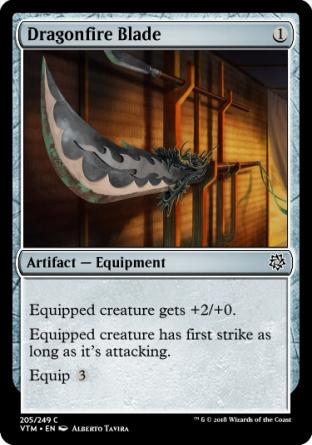 Dragonfire Blade 1
Artifact — Equipment
Equipped creature gets +2/+0.
Equipped creature has first strike as
long as it's attacking.
Equip 3
205/249 C
VTM • EN Alberto Tavira
™ & © 2018 Wizards of the Coast